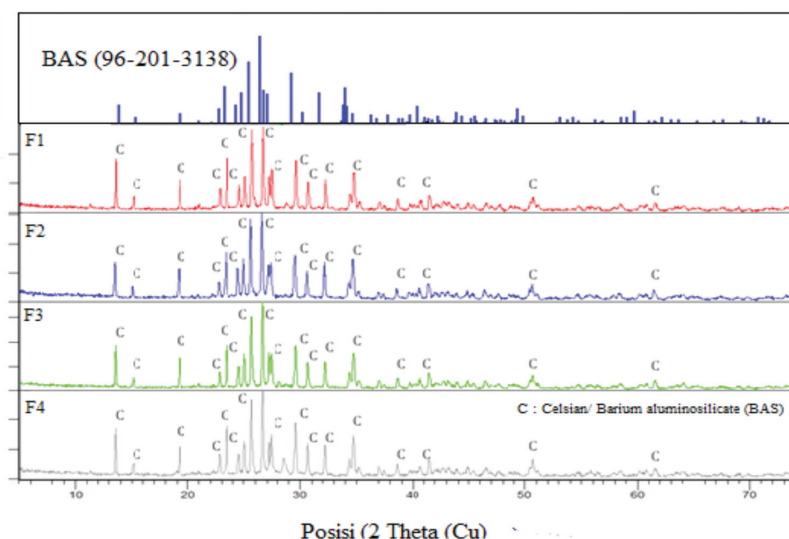 BAS (96-201-3138)
F1
C C C C C C C C C C C C C C C
F2
C C C C C C C C C C C C C C C
F3
C C C C C C C C C C C C C C C
F4
C C C C C C C C C C C C C C C
C : Celsian/ Barium aluminosilicate (BAS)
10 20 30 40 50 60 70
Posisi (2 Theta (Cu)